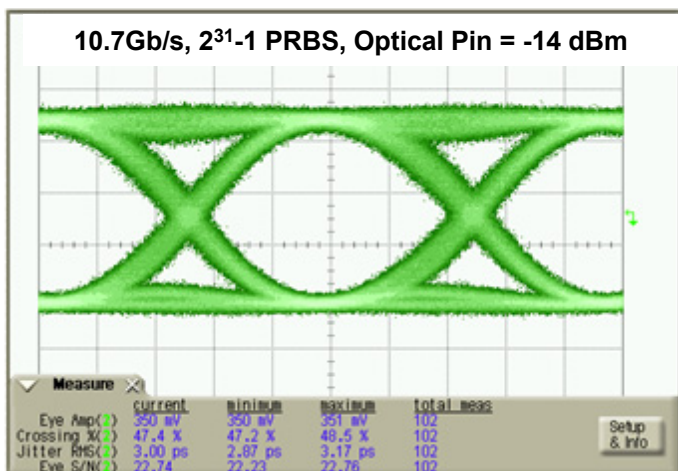 10.7Gb/s, 2³¹-1 PRBS, Optical Pin = -14 dBm
Measure
current minimum maximum total meas
Eye Amp(2) 350 mV 350 mV 351 mV 102
Crossing %(2) 47.4 % 47.2 % 48.5 % 102
Jitter RMS(2) 3.00 ps 2.87 ps 3.17 ps 102
Eye S/N(2) 22.74 22.23 22.76 102
Setup
& Info